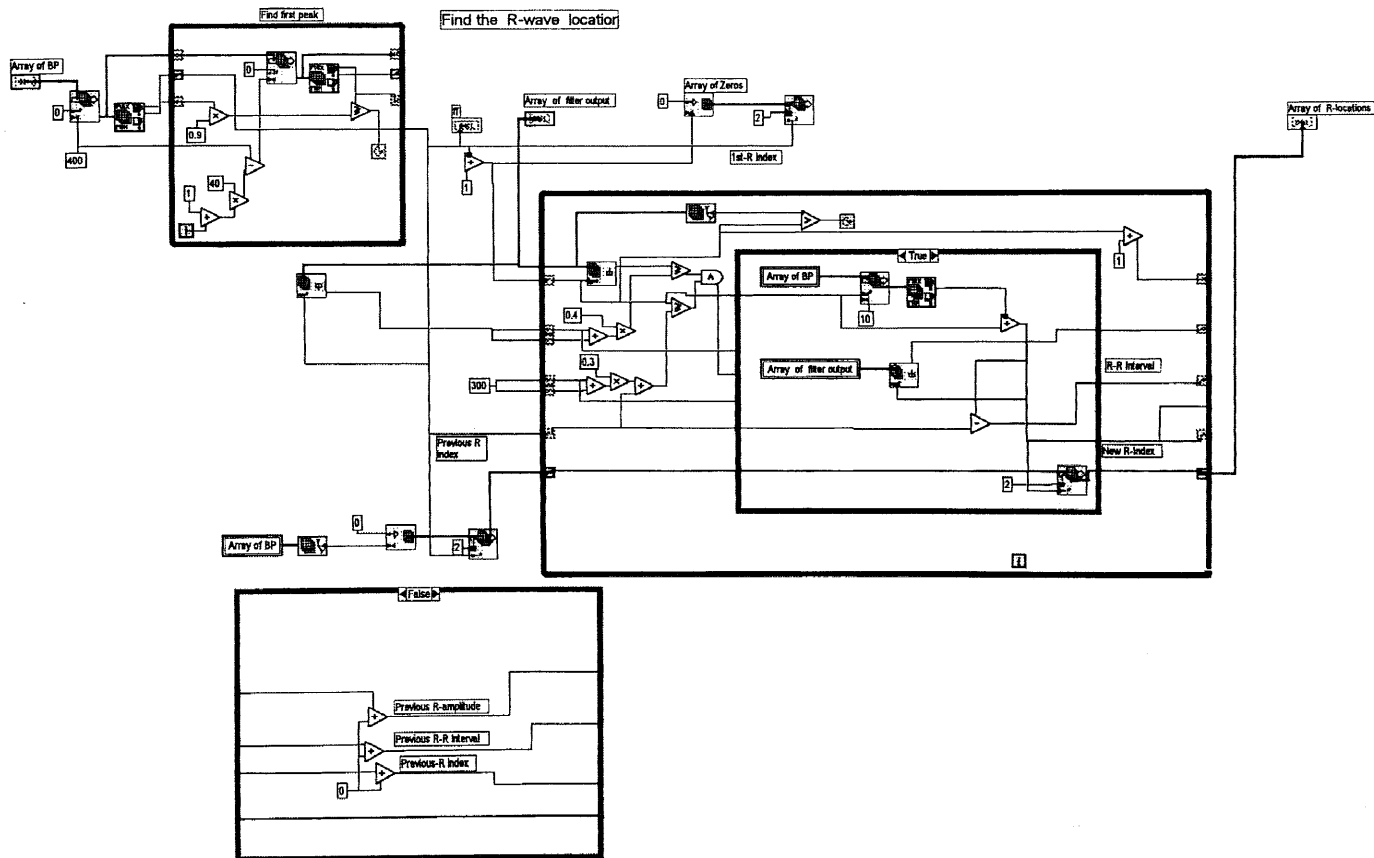 Find first peak
Find the R-wave location
Array of BP
0
0
0.9
400
40
1
Array of filter output
1
Array of Zeros
0
2
1st-R Index
Array of R-locations
True
1
Array of BP
10
0.4
Array of filter output
0.3
300
R-R Interval
Previous R
index
New R-Index
2
0
Array of BP
2
i
False
Previous R-amplitude
Previous R-R Interval
Previous-R Index
0